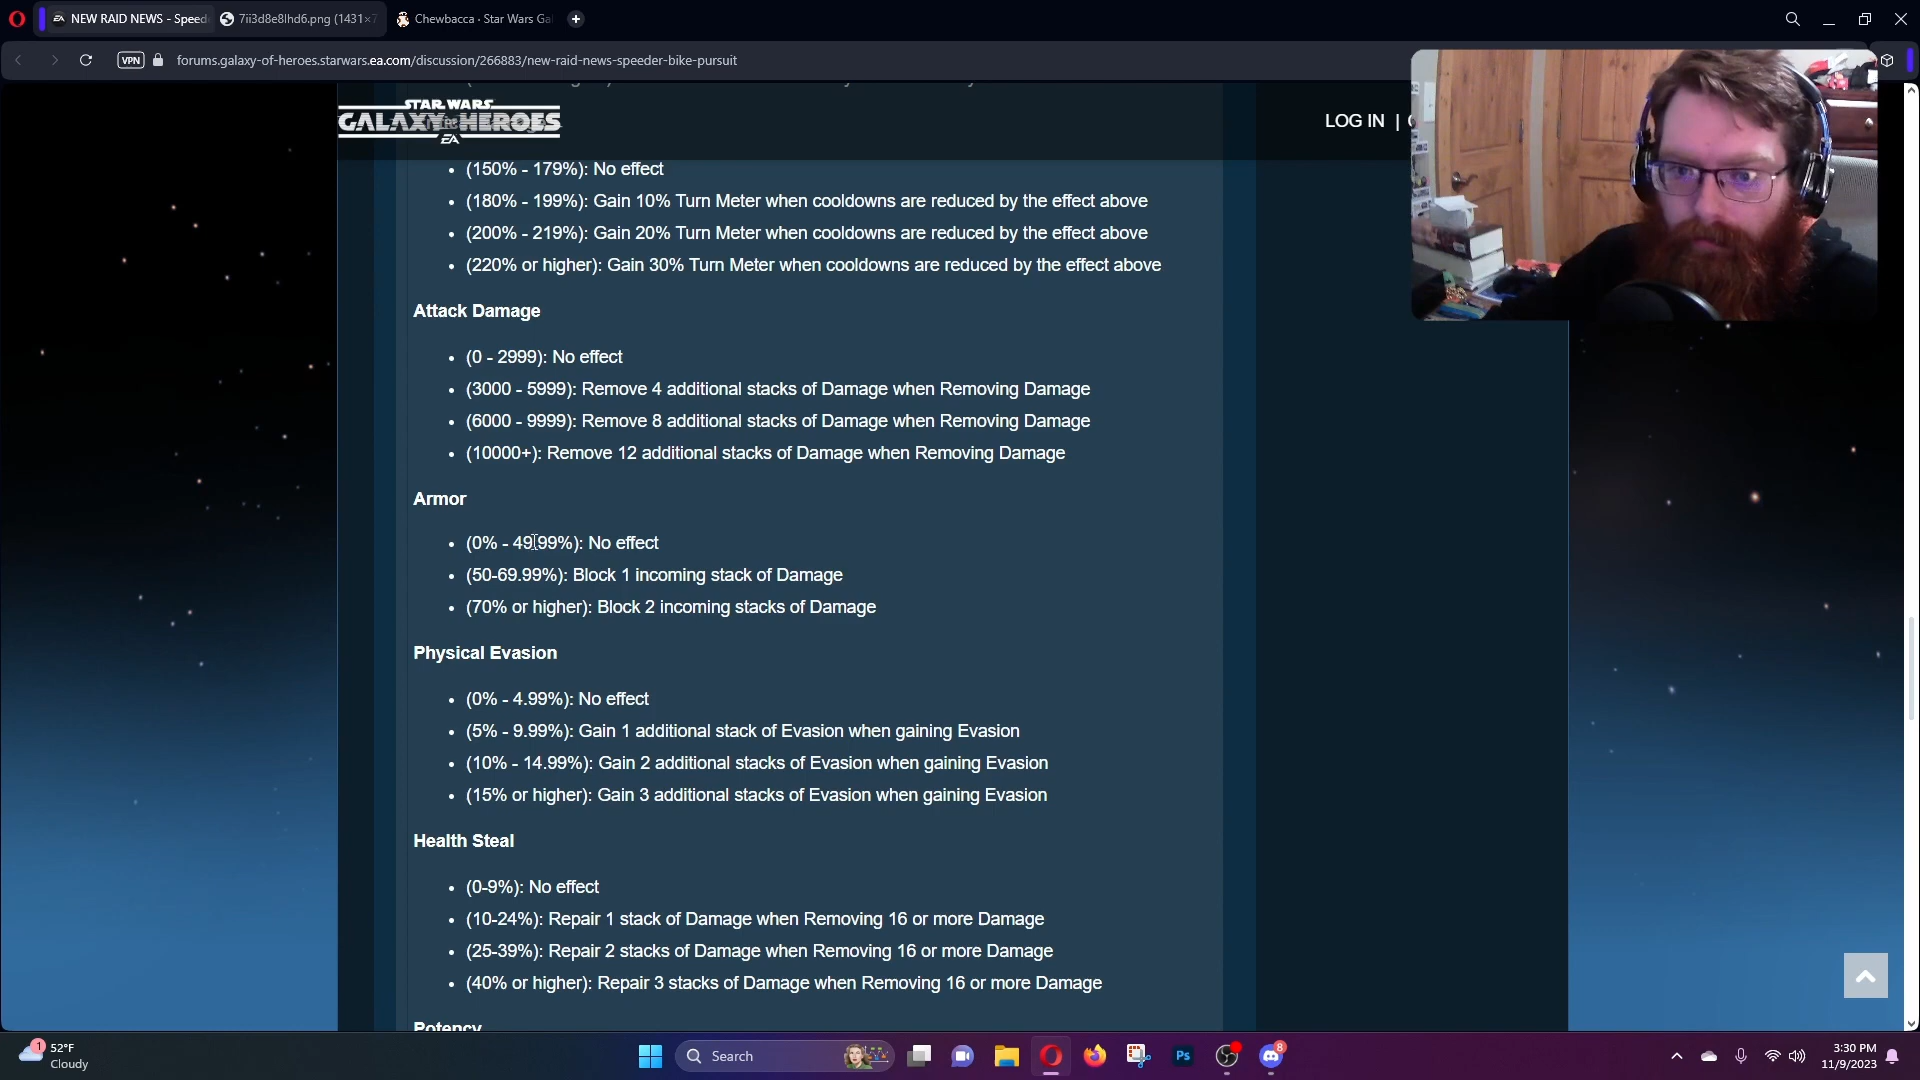 NEW RAID NEWS - Speed
7ii3d8e8lhd6.png (1431×7
Chewbacca · Star Wars Ga
VPN
forums.galaxy-of-heroes.starwars.ea.com/discussion/266883/new-raid-news-speeder-bike-pursuit
STAR WARS
GALAXY HEROES
EA
LOG IN |
(150% - 179%): No effect
(180% - 199%): Gain 10% Turn Meter when cooldowns are reduced by the effect above
(200% - 219%): Gain 20% Turn Meter when cooldowns are reduced by the effect above
(220% or higher): Gain 30% Turn Meter when cooldowns are reduced by the effect above
Attack Damage
(0 - 2999): No effect
(3000 - 5999): Remove 4 additional stacks of Damage when Removing Damage
(6000 - 9999): Remove 8 additional stacks of Damage when Removing Damage
(10000+): Remove 12 additional stacks of Damage when Removing Damage
Armor
(0% - 49.99%): No effect
(50-69.99%): Block 1 incoming stack of Damage
(70% or higher): Block 2 incoming stacks of Damage
Physical Evasion
(0% - 4.99%): No effect
(5% - 9.99%): Gain 1 additional stack of Evasion when gaining Evasion
(10% - 14.99%): Gain 2 additional stacks of Evasion when gaining Evasion
(15% or higher): Gain 3 additional stacks of Evasion when gaining Evasion
Health Steal
(0-9%): No effect
(10-24%): Repair 1 stack of Damage when Removing 16 or more Damage
(25-39%): Repair 2 stacks of Damage when Removing 16 or more Damage
(40% or higher): Repair 3 stacks of Damage when Removing 16 or more Damage
Potency
1
52°F
Cloudy
Search
Ps
8
3:30 PM
11/9/2023